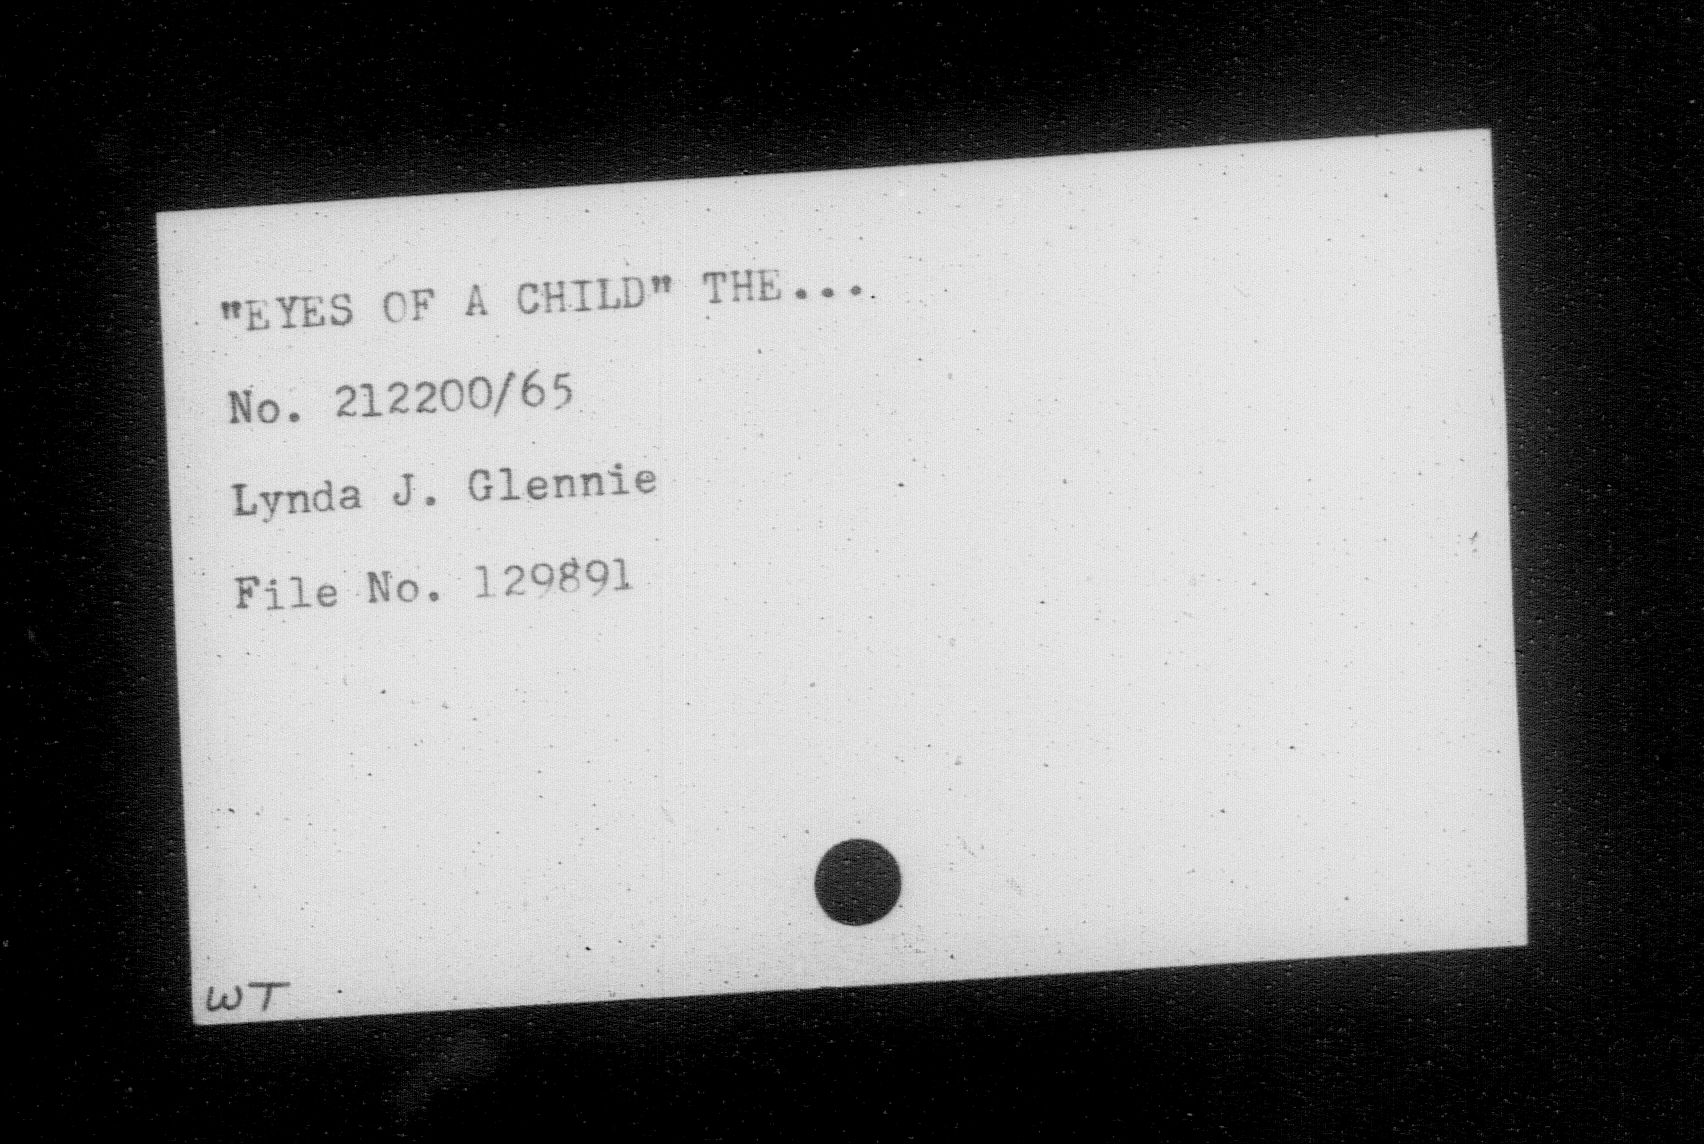 "EYES OF A CHILD" THE...
No. 212200/65
Lynda J. Glennie
File No. 129891
WT